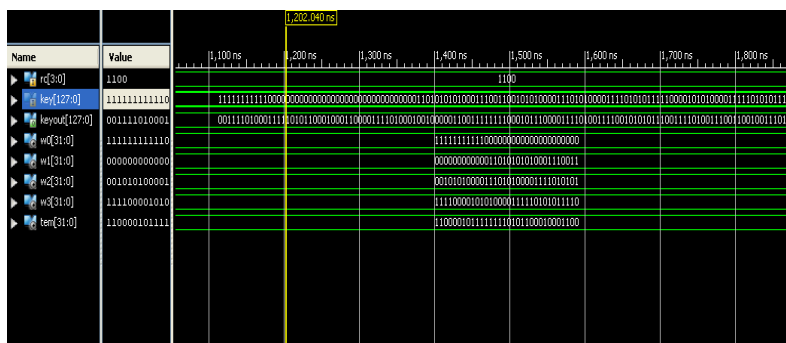 1,202.040 ns
Name Value 1,100 ns 1,200 ns 1,300 ns 1,400 ns 1,500 ns 1,600 ns 1,700 ns 1,800 ns
rc[3:0] 1100 1100
key[127:0] 111111111110
keyout[127:0] 001111010001
w0[31:0] 111111111110 11111111111000000000000000000000
w1[31:0] 000000000000
w2[31:0] 001010100001 00101010000111010100001111010101
w3[31:0] 111100001010
tem[31:0] 110000101111 11000010111111110101100010001100